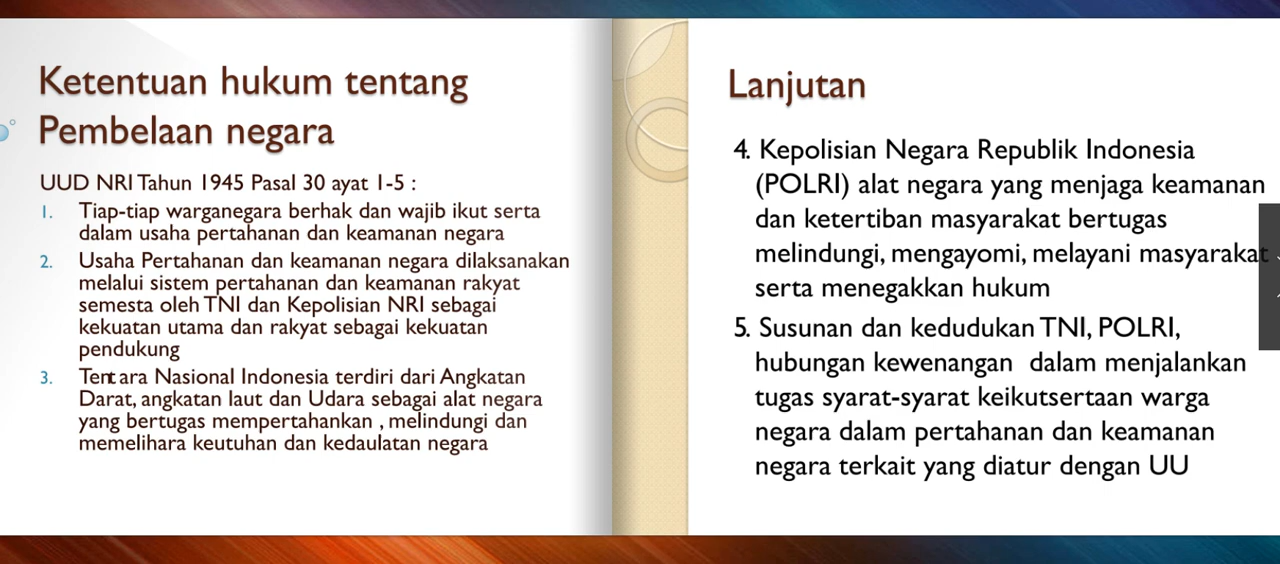 Ketentuan hukum tentang
Pembelaan negara
UUD NRI Tahun 1945 Pasal 30 ayat 1-5 :
1. Tiap-tiap warganegara berhak dan wajib ikut serta
dalam usaha pertahanan dan keamanan negara
2. Usaha Pertahanan dan keamanan negara dilaksanakan
melalui sistem pertahanan dan keamanan rakyat
semesta oleh TNI dan Kepolisian NRI sebagai
kekuatan utama dan rakyat sebagai kekuatan
pendukung
3. Tentara Nasional Indonesia terdiri dari Angkatan
Darat, angkatan laut dan Udara sebagai alat negara
yang bertugas mempertahankan , melindungi dan
memelihara keutuhan dan kedaulatan negara
Lanjutan
4. Kepolisian Negara Republik Indonesia
(POLRI) alat negara yang menjaga keamanan
dan ketertiban masyarakat bertugas
melindungi, mengayomi, melayani masyarakat
serta menegakkan hukum
5. Susunan dan kedudukan TNI, POLRI,
hubungan kewenangan dalam menjalankan
tugas syarat-syarat keikutsertaan warga
negara dalam pertahanan dan keamanan
negara terkait yang diatur dengan UU